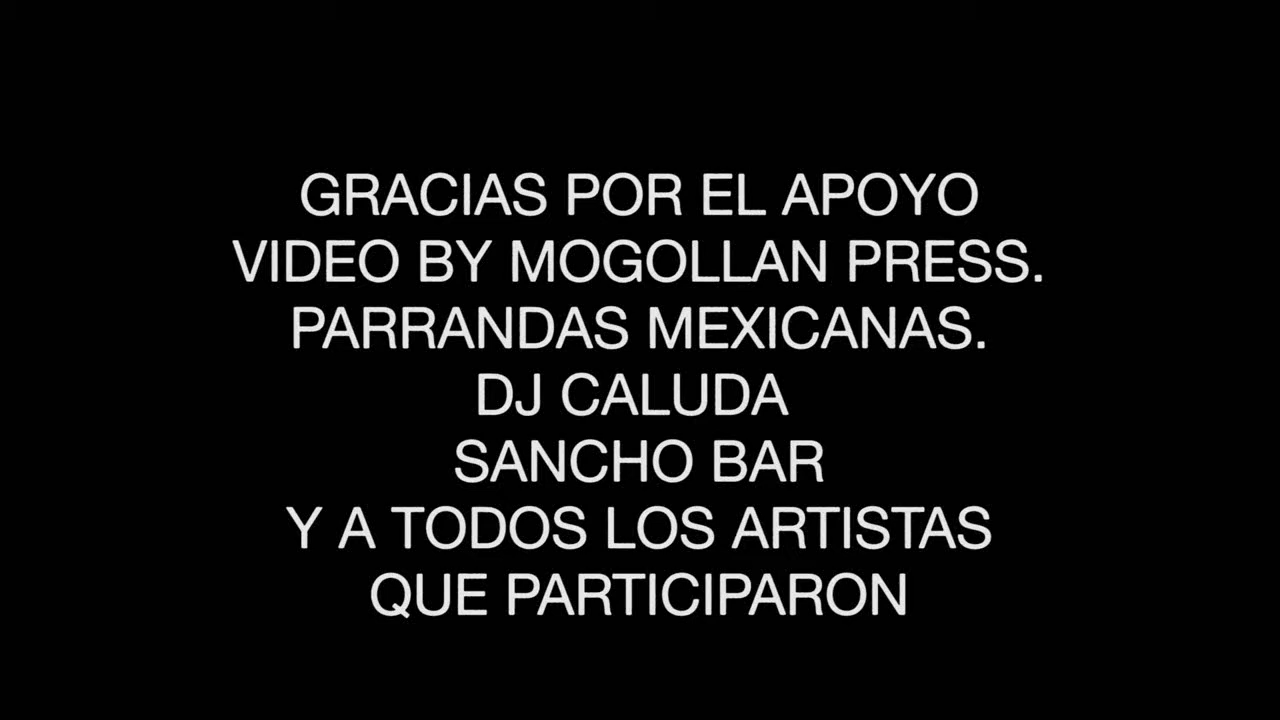 GRACIAS POR EL APOYO
VIDEO BY MOGOLLAN PRESS.
PARRANDAS MEXICANAS.
DJ CALUDA
SANCHO BAR
Y A TODOS LOS ARTISTAS
QUE PARTICIPARON